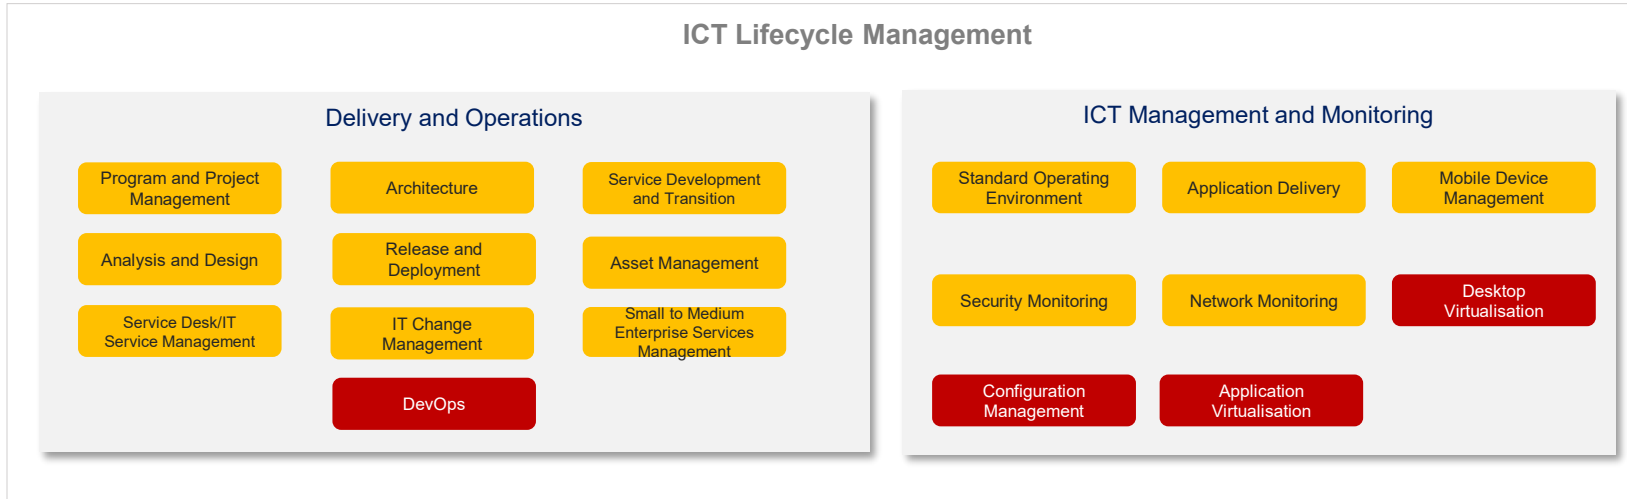 ICT Lifecycle Management
Delivery and Operations
Program and Project
Management
Architecture
Service Development
and Transition
Analysis and Design
Release and
Deployment
Asset Management
Service Desk/IT
Service Management
IT Change
Management
Small to Medium
Enterprise Services
Management
DevOps
ICT Management and Monitoring
Standard Operating
Environment
Application Delivery
Mobile Device
Management
Security Monitoring
Network Monitoring
Desktop
Virtualisation
Configuration
Management
Application
Virtualisation